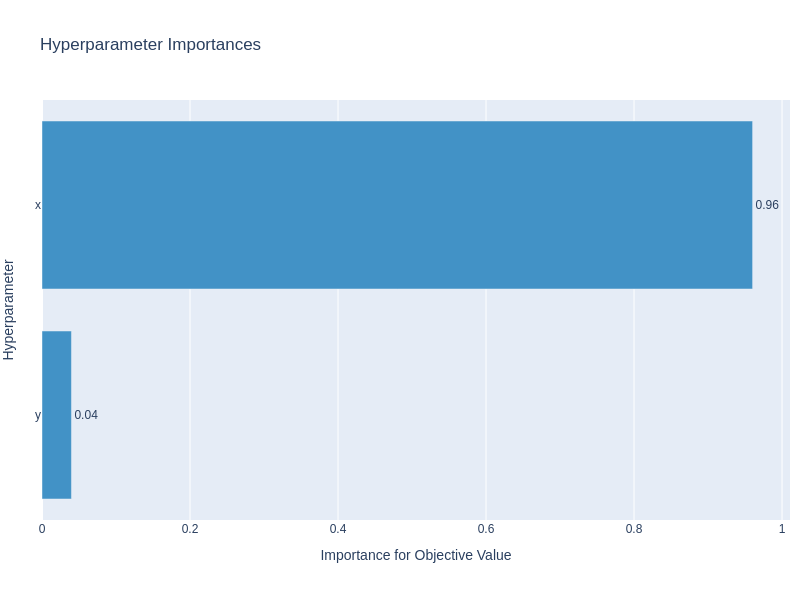 Hyperparameter Importances
Hyperparameter
x
0.96
y
0.04
0 0.2 0.4 0.6 0.8 1
Importance for Objective Value